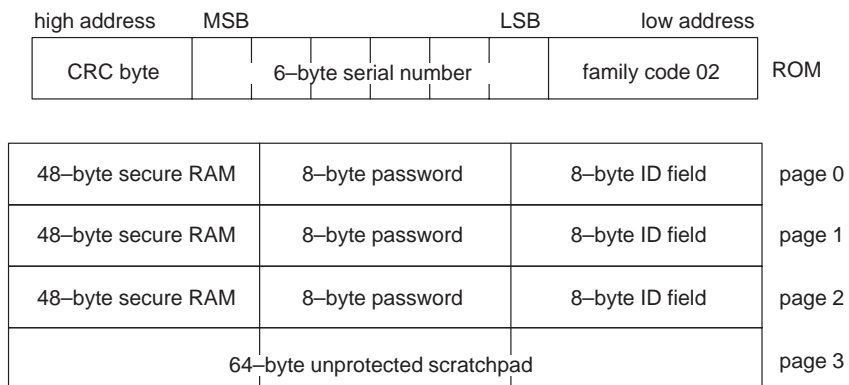 high address MSB LSB low address
CRC byte 6–byte serial number family code 02 ROM
48–byte secure RAM 8–byte password 8–byte ID field page 0
48–byte secure RAM 8–byte password 8–byte ID field page 1
48–byte secure RAM 8–byte password 8–byte ID field page 2
64–byte unprotected scratchpad page 3